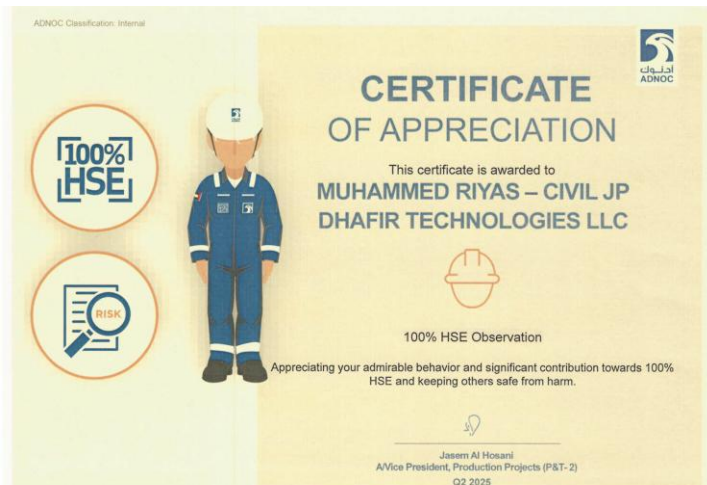 ADNOC Classification: Internal
أدنوك
ADNOC
CERTIFICATE
OF APPRECIATION
This certificate is awarded to
MUHAMMED RIYAS – CIVIL JP
DHAFIR TECHNOLOGIES LLC
100%
HSE
RISK
100% HSE Observation
Appreciating your admirable behavior and significant contribution towards 100%
HSE and keeping others safe from harm.
Jasem Al Hosani
A/Vice President, Production Projects (P&T- 2)
Q2 2025